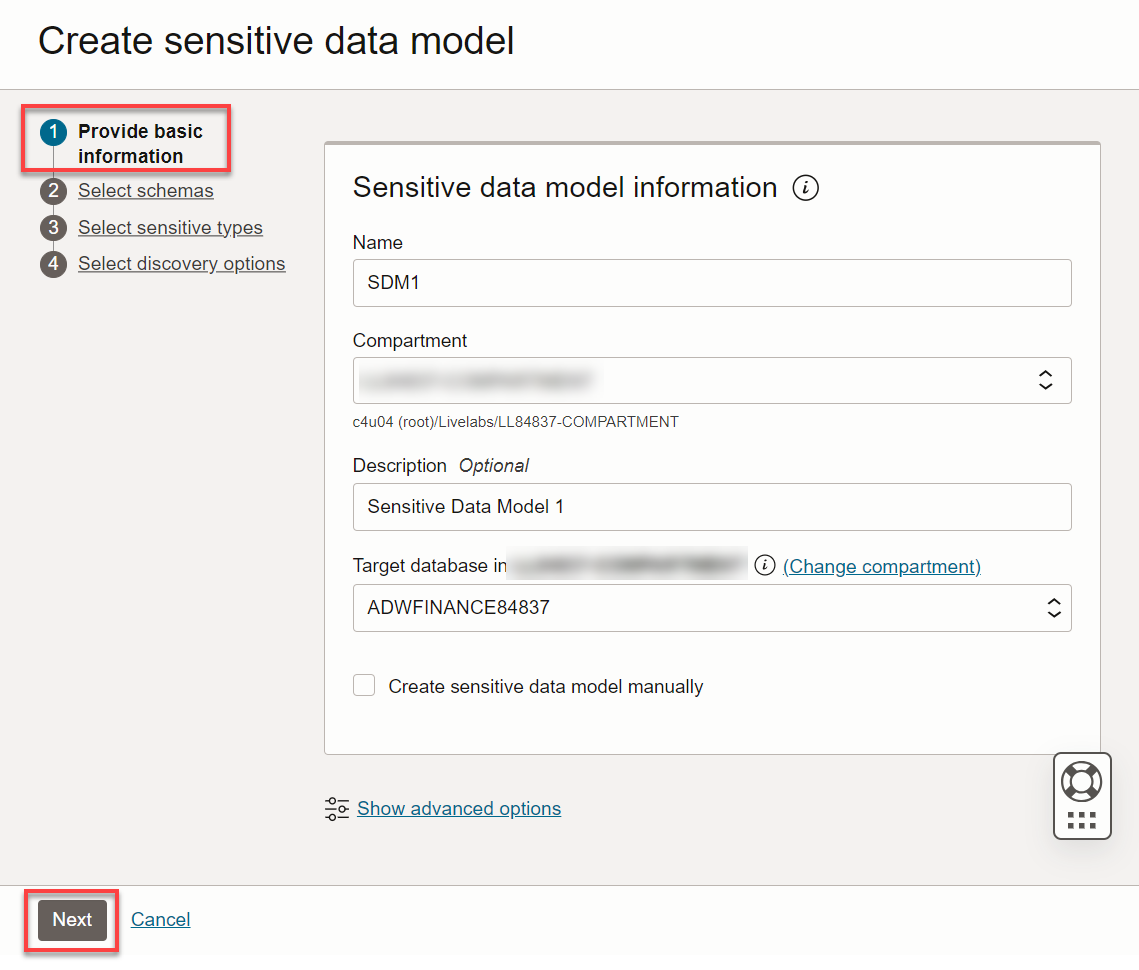 Create sensitive data model
1 Provide basic
information
2 Select schemas
3 Select sensitive types
4 Select discovery options
Sensitive data model information i
Name
SDM1
Compartment
c4u04 (root)/Livelabs/LL84837-COMPARTMENT
Description Optional
Sensitive Data Model 1
Target database in i (Change compartment)
ADWFINANCE84837
Create sensitive data model manually
Show advanced options
Next Cancel